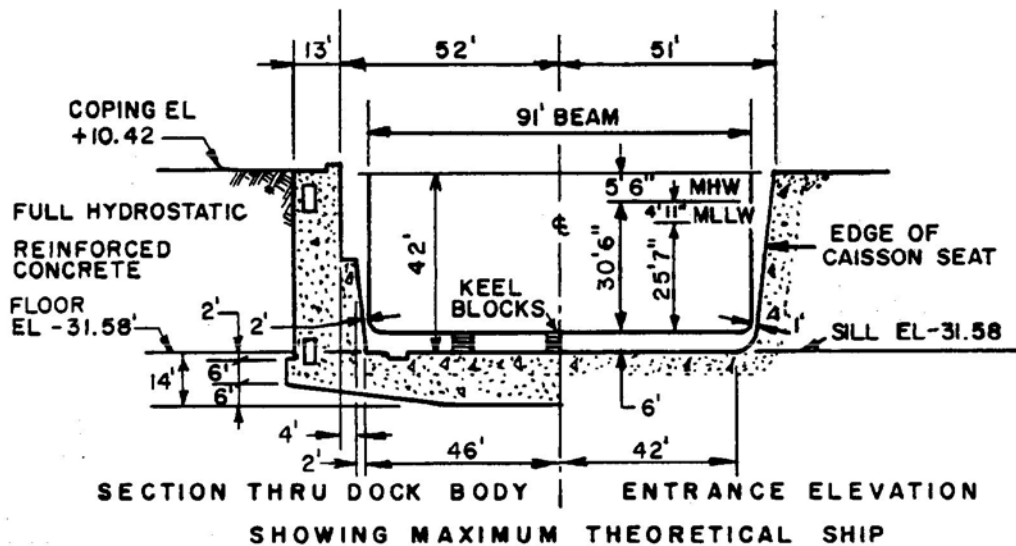 13'
52'
51'
COPING EL
+10.42
91' BEAM
5' 6" MHW
4' 11" MLLW
FULL HYDROSTATIC
REINFORCED
CONCRETE
42'
℄
30'6"
25'7"
EDGE OF
CAISSON SEAT
KEEL
BLOCKS
FLOOR
EL -31.58'
2'
2'
4'
1'
SILL EL-31.58
14'
6'
6'
6'
4'
2'
46'
42'
SECTION THRU DOCK BODY
ENTRANCE ELEVATION
SHOWING MAXIMUM THEORETICAL SHIP